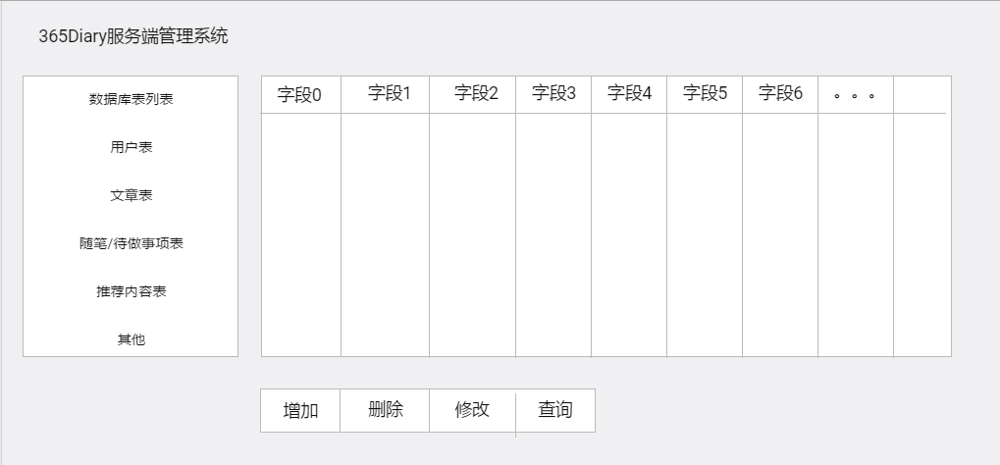 365Diary服务端管理系统
数据库表列表
用户表
文章表
随笔/待做事项表
推荐内容表
其他
字段0 字段1 字段2 字段3 字段4 字段5 字段6 。。。
增加 删除 修改 查询